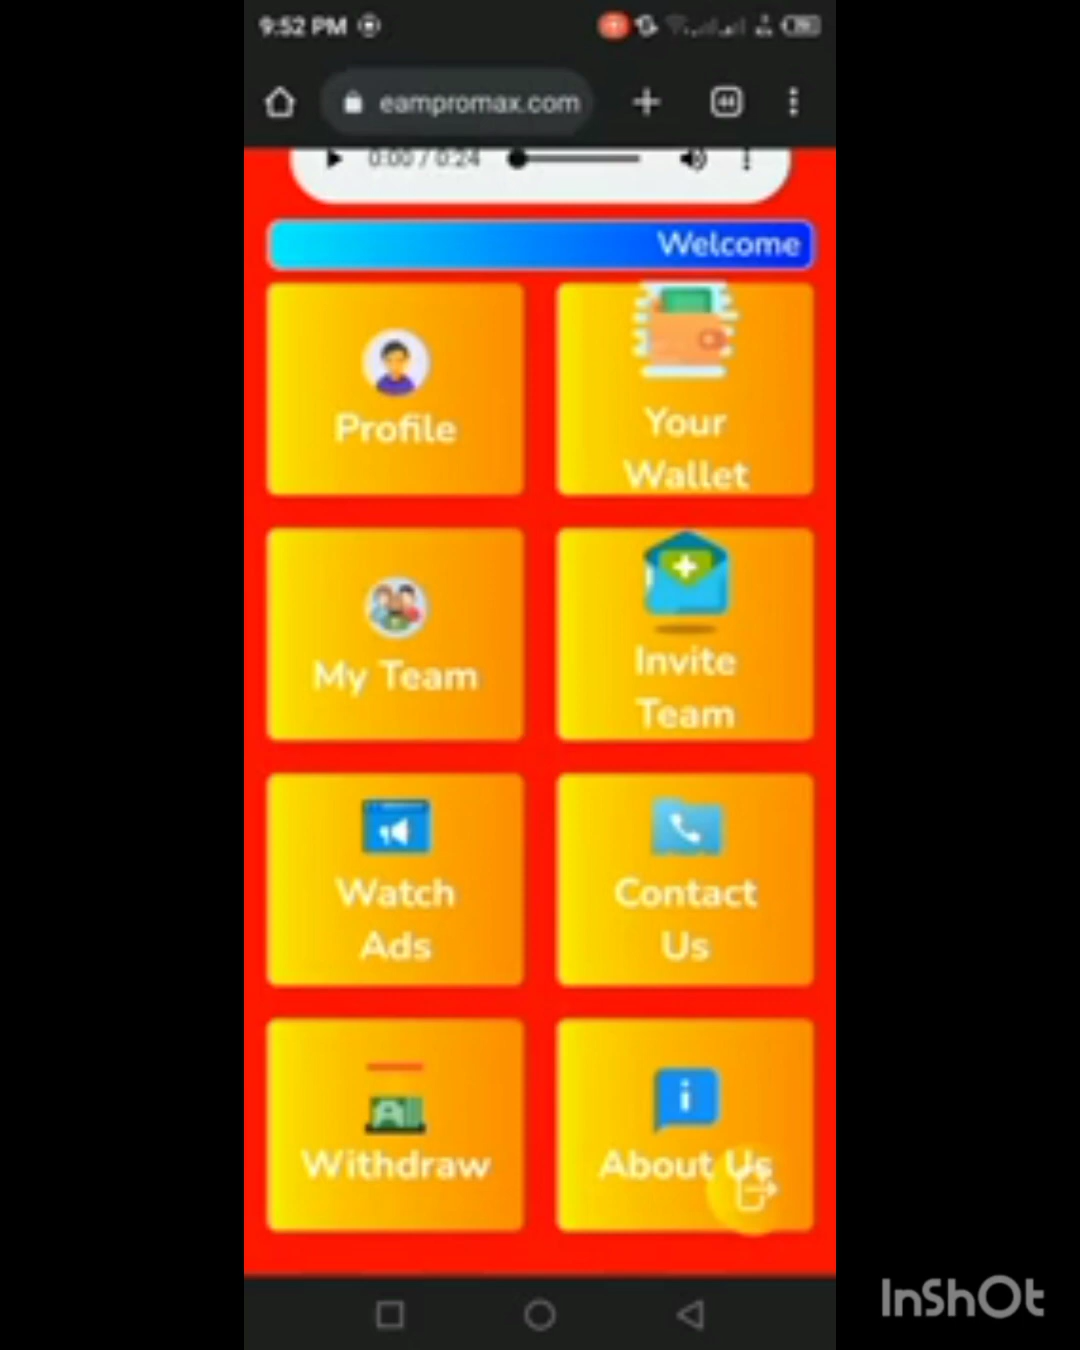 9:52 PM
eampromax.com
44
0:00 / 0:24
Welcome
Profile
Your
Wallet
My Team
Invite
Team
Watch
Ads
Contact
Us
Withdraw
About Us
InShOt